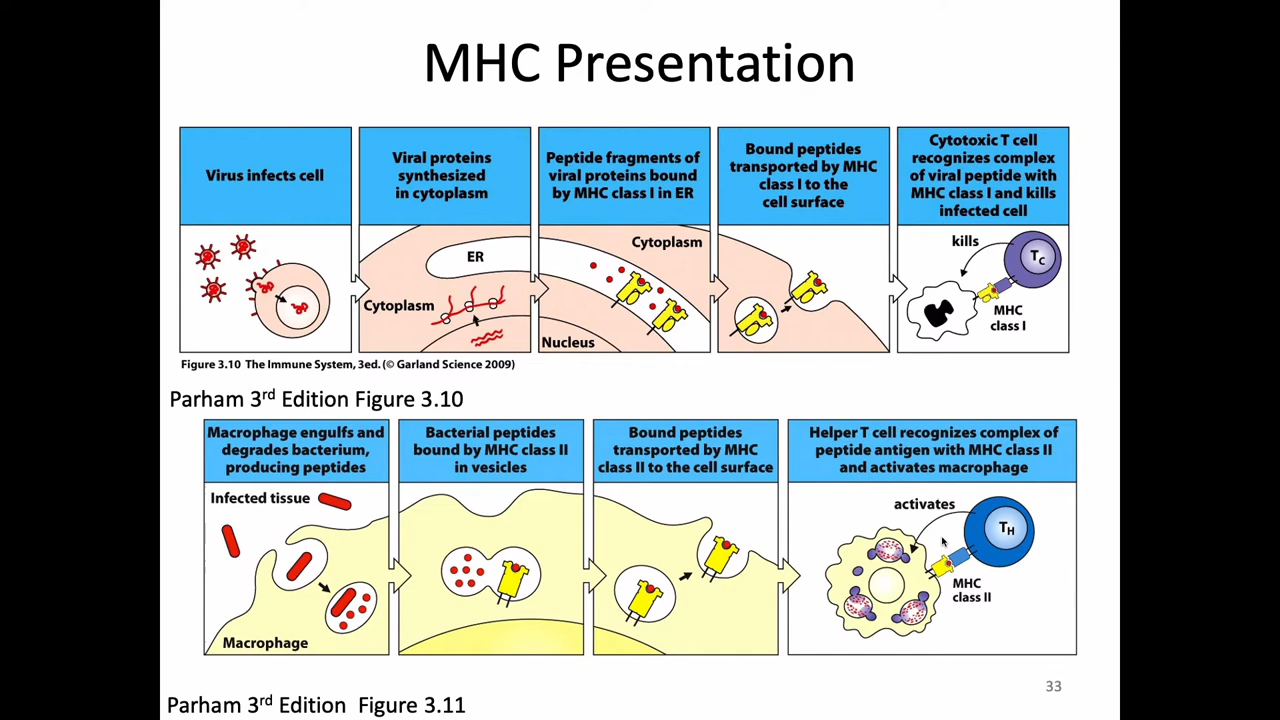 MHC Presentation
Virus infects cell
Viral proteins
synthesized
in cytoplasm
Peptide fragments of
viral proteins bound
by MHC class I in ER
Bound peptides
transported by MHC
class I to the
cell surface
Cytotoxic T cell
recognizes complex
of viral peptide with
MHC class I and kills
infected cell
ER
Cytoplasm
Cytoplasm
Nucleus
kills
TC
MHC
class I
Figure 3.10 The Immune System, 3ed. (© Garland Science 2009)
Parham 3rd Edition Figure 3.10
Macrophage engulfs and
degrades bacterium,
producing peptides
Bacterial peptides
bound by MHC class II
in vesicles
Bound peptides
transported by MHC
class II to the cell surface
Helper T cell recognizes complex of
peptide antigen with MHC class II
and activates macrophage
Infected tissue
Macrophage
activates
TH
MHC
class II
33
Parham 3rd Edition Figure 3.11